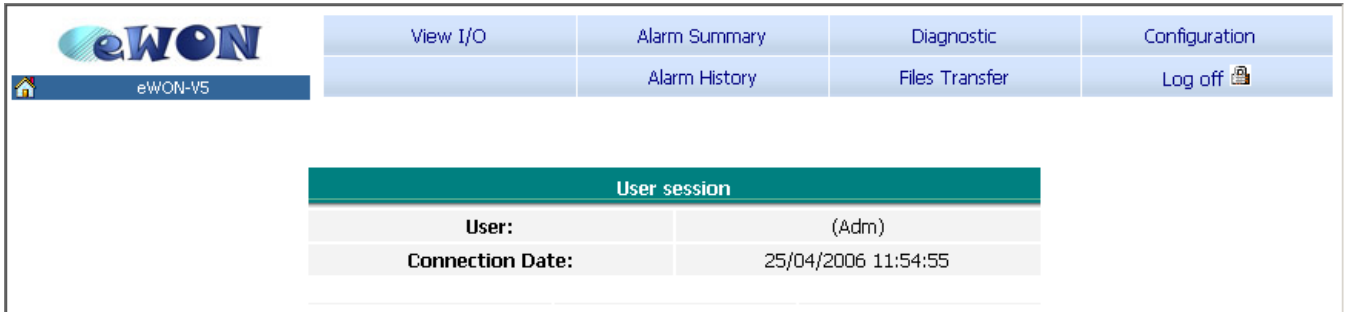 eWON View I/O Alarm Summary Diagnostic Configuration
eWON-V5 Alarm History Files Transfer Log off
User session
User: (Adm)
Connection Date: 25/04/2006 11:54:55